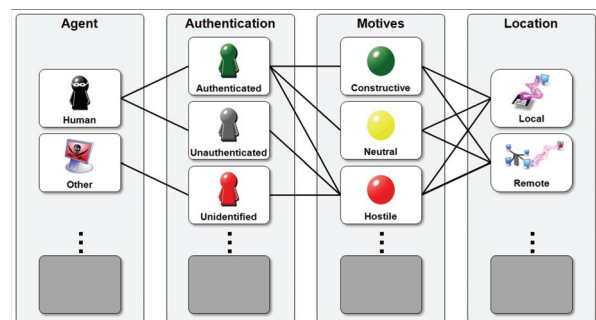 Agent
Authentication
Motives
Location
Human
Authenticated
Constructive
Local
Other
Unauthenticated
Neutral
Remote
Unidentified
Hostile